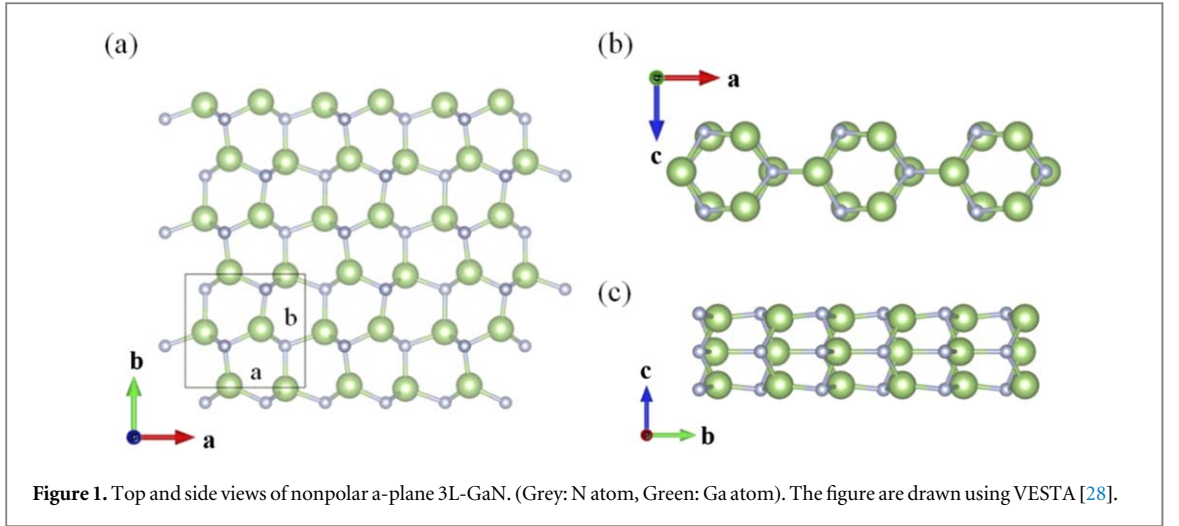 (a)
b
a
b
a
(b)
a
c
(c)
c
b
Figure 1. Top and side views of nonpolar a-plane 3L-GaN. (Grey: N atom, Green: Ga atom). The figure are drawn using VESTA [28].